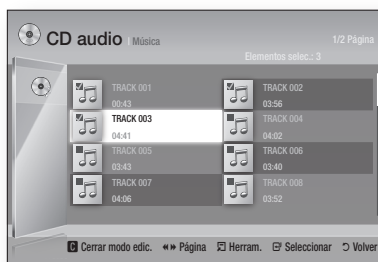 CD audio | Música
1/2 Página
Elementos selec.: 3
TRACK 001
00:43
TRACK 002
03:56
TRACK 003
04:41
TRACK 004
04:02
TRACK 005
03:43
TRACK 006
03:40
TRACK 007
04:06
TRACK 008
03:52
C Cerrar modo edic. Página Herram. Seleccionar Volver